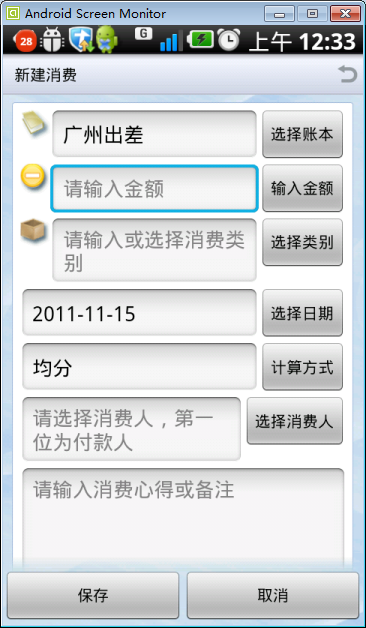 Android Screen Monitor
28 G 上午 12:33
新建消费
广州出差 选择账本
请输入金额 输入金额
请输入或选择消费类
别
选择类别
2011-11-15 选择日期
均分 计算方式
请选择消费人，第一
位为付款人
选择消费人
请输入消费心得或备注
保存 取消